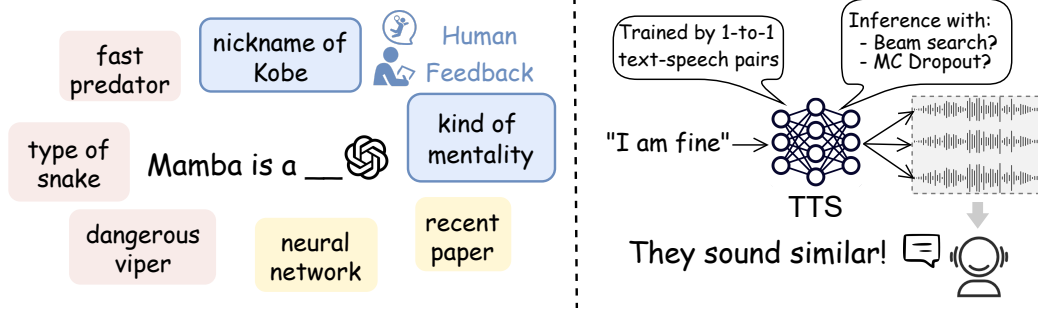 fast
predator
nickname of
Kobe
Human
Feedback
kind of
mentality
type of
snake
Mamba is a __
dangerous
viper
neural
network
recent
paper
Trained by 1-to-1
text-speech pairs
Inference with:
- Beam search?
- MC Dropout?
"I am fine"
TTS
They sound similar!